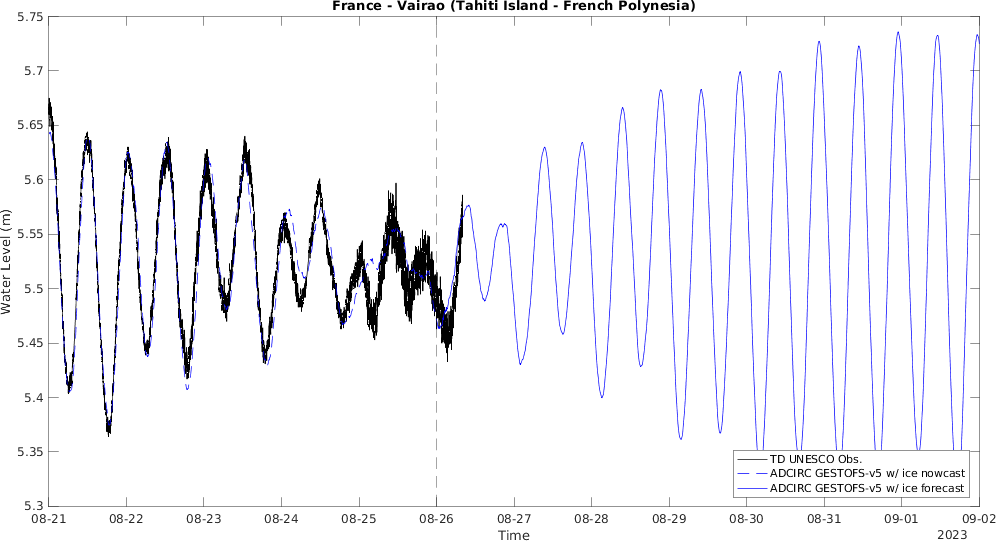 France - Vairao (Tahiti Island - French Polynesia)
5.75
5.7
5.65
5.6
5.55
5.5
5.45
5.4
5.35
5.3
Water Level (m)
TD UNESCO Obs.
ADCIRC GESTOFS-v5 w/ ice nowcast
ADCIRC GESTOFS-v5 w/ ice forecast
08-21 08-22 08-23 08-24 08-25 08-26 08-27 08-28 08-29 08-30 08-31 09-01 09-02
Time
2023